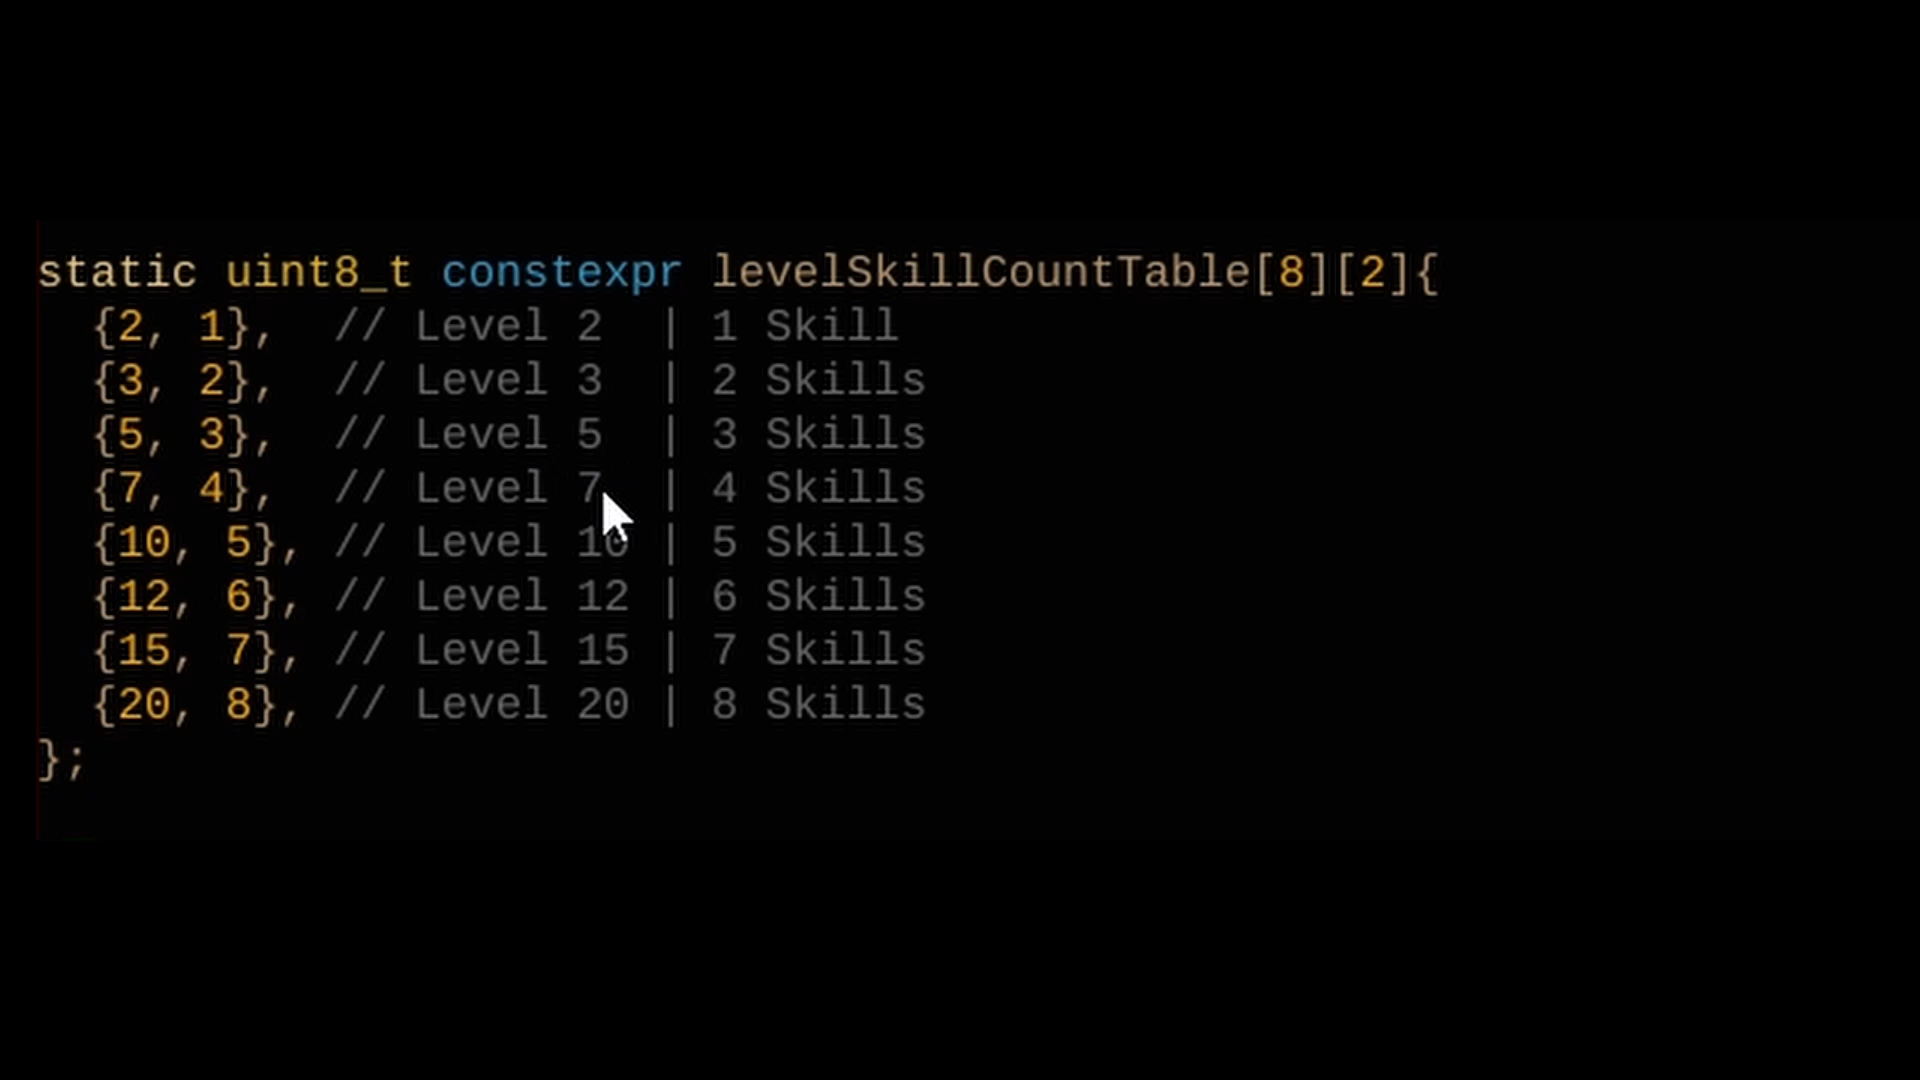 static uint8_t constexpr levelSkillCountTable[8][2]{
  {2, 1},  // Level 2  | 1 Skill
  {3, 2},  // Level 3  | 2 Skills
  {5, 3},  // Level 5  | 3 Skills
  {7, 4},  // Level 7  | 4 Skills
  {10, 5}, // Level 10 | 5 Skills
  {12, 6}, // Level 12 | 6 Skills
  {15, 7}, // Level 15 | 7 Skills
  {20, 8}, // Level 20 | 8 Skills
};